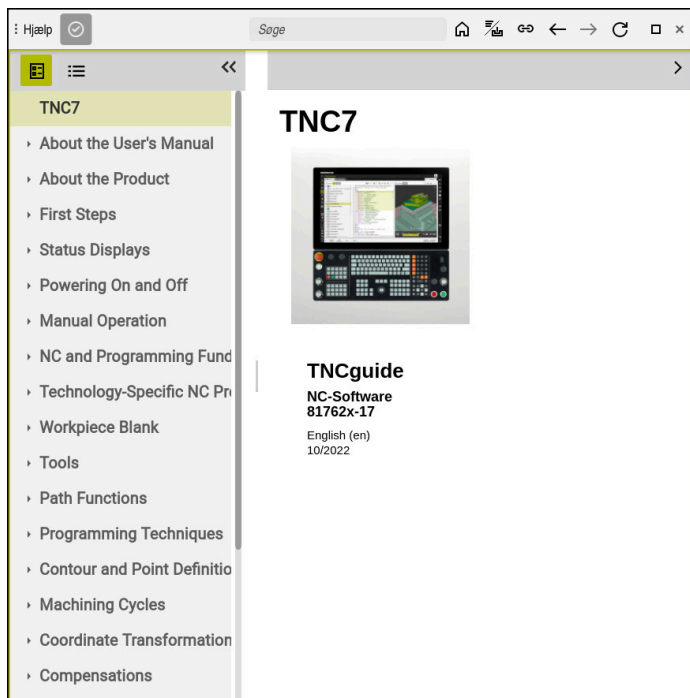 Hjælp
Søge
TNC7
About the User's Manual
About the Product
First Steps
Status Displays
Powering On and Off
Manual Operation
NC and Programming Fund
Technology-Specific NC Pr
Workpiece Blank
Tools
Path Functions
Programming Techniques
Contour and Point Definitio
Machining Cycles
Coordinate Transformation
Compensations
TNC7
TNCguide
NC-Software
81762x-17
English (en)
10/2022